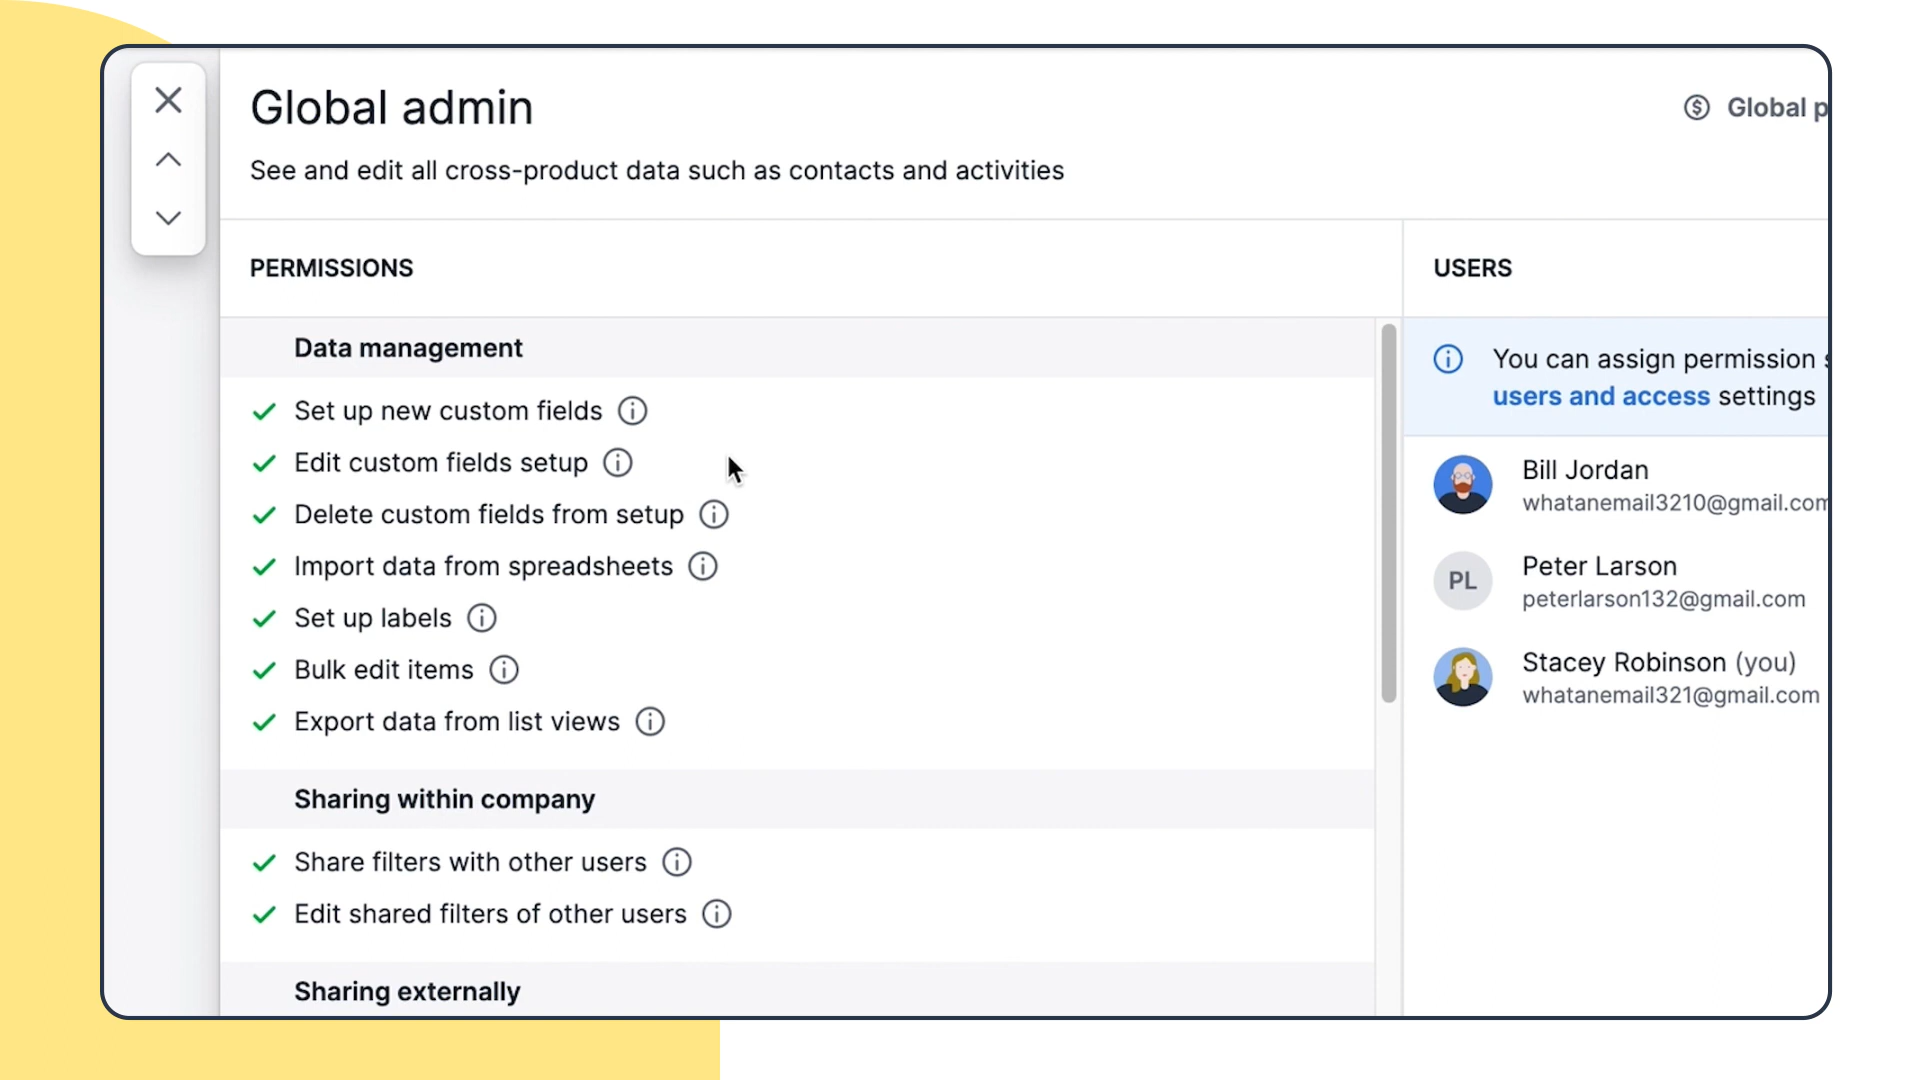 Global admin
Global p
See and edit all cross-product data such as contacts and activities
PERMISSIONS
Data management
Set up new custom fields
Edit custom fields setup
Delete custom fields from setup
Import data from spreadsheets
Set up labels
Bulk edit items
Export data from list views
Sharing within company
Share filters with other users
Edit shared filters of other users
Sharing externally
USERS
You can assign permission s
users and access settings
Bill Jordan
whatanemail3210@gmail.com
PL
Peter Larson
peterlarson132@gmail.com
Stacey Robinson (you)
whatanemail321@gmail.com